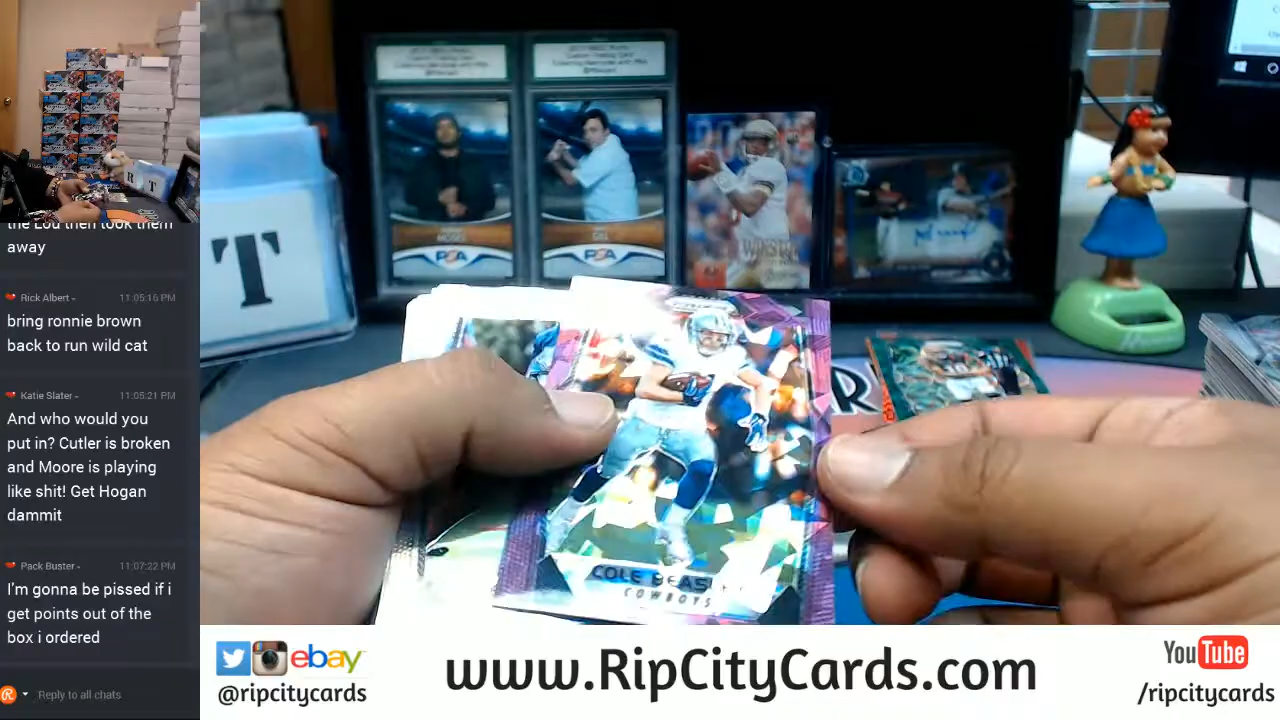 the Lou then took them
away
Rick Albert -
11:05:16 PM
bring ronnie brown
back to run wild cat
Katie Slater -
11:05:21 PM
And who would you
put in? Cutler is broken
and Moore is playing
like shit! Get Hogan
dammit
Pack Buster -
11:07:22 PM
I'm gonna be pissed if i
get points out of the
box i ordered
Reply to all chats
R T
T
PSA
GIL
PSA
WINSTON
R
COLE BEAS
COWBOYS
ebay
@ripcitycards
www.RipCityCards.com
YouTube
/ripcitycards